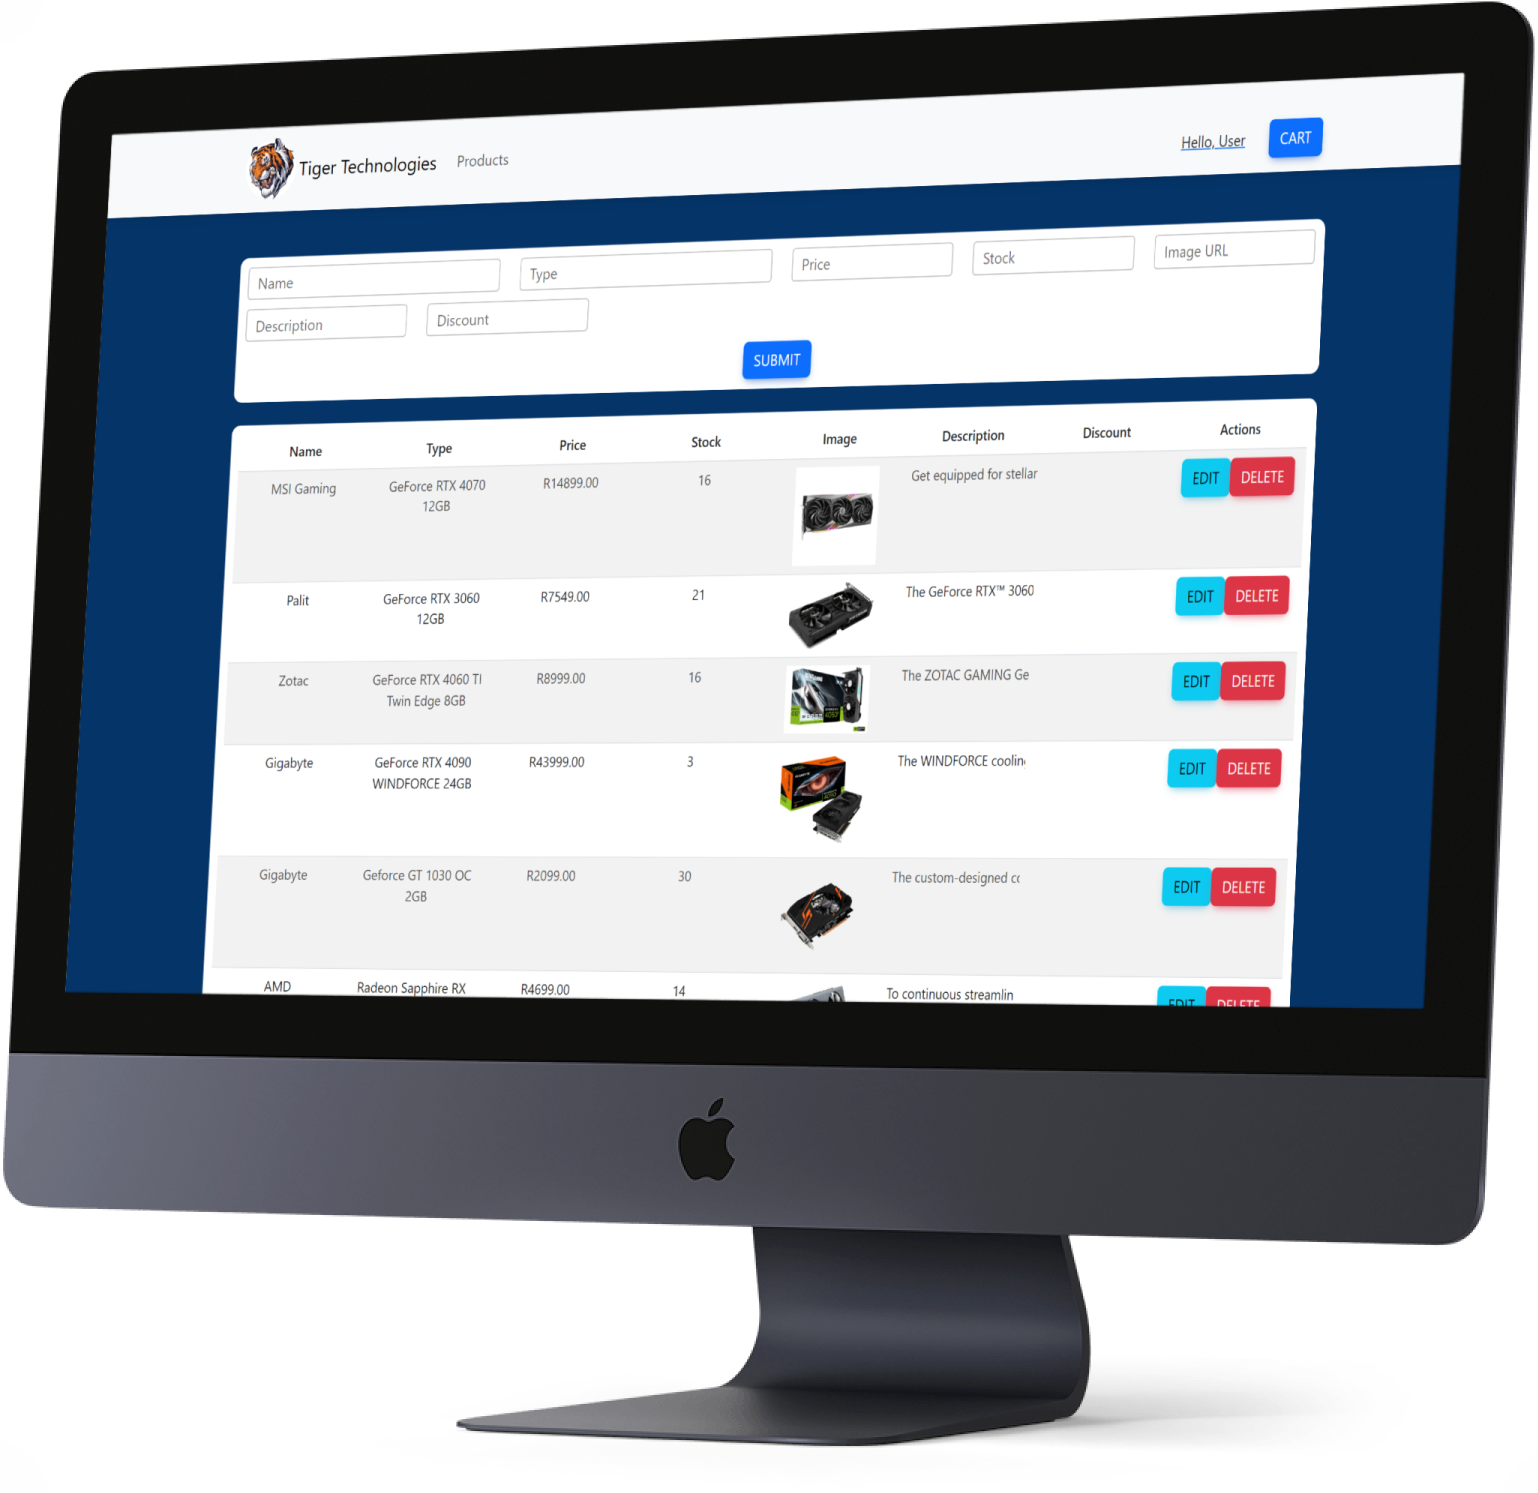 Tiger Technologies Products Hello, User CART
Name Type Price Stock Image URL
Description Discount
SUBMIT
Name Type Price Stock Image Description Discount Actions
MSI Gaming GeForce RTX 4070 R14899.00 16 Get equipped for stellar EDIT DELETE
12GB
Palit GeForce RTX 3060 R7549.00 21 The GeForce RTX™ 3060 EDIT DELETE
12GB
Zotac GeForce RTX 4060 TI R8999.00 16 The ZOTAC GAMING Ge EDIT DELETE
Twin Edge 8GB
Gigabyte GeForce RTX 4090 R43999.00 3 The WINDFORCE cooling EDIT DELETE
WINDFORCE 24GB
Gigabyte Geforce GT 1030 OC R2099.00 30 The custom-designed cc EDIT DELETE
2GB
AMD Radeon Sapphire RX R4699.00 14 To continuous streamlin EDIT DELETE